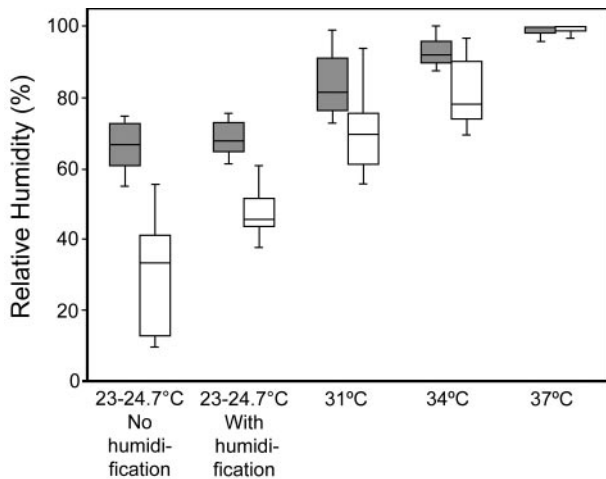 Relative Humidity (%)
100
80
60
40
20
0
23-24.7°C
No
humidi-
fication
23-24.7°C
With
humidi-
fication
31ºC
34ºC
37ºC